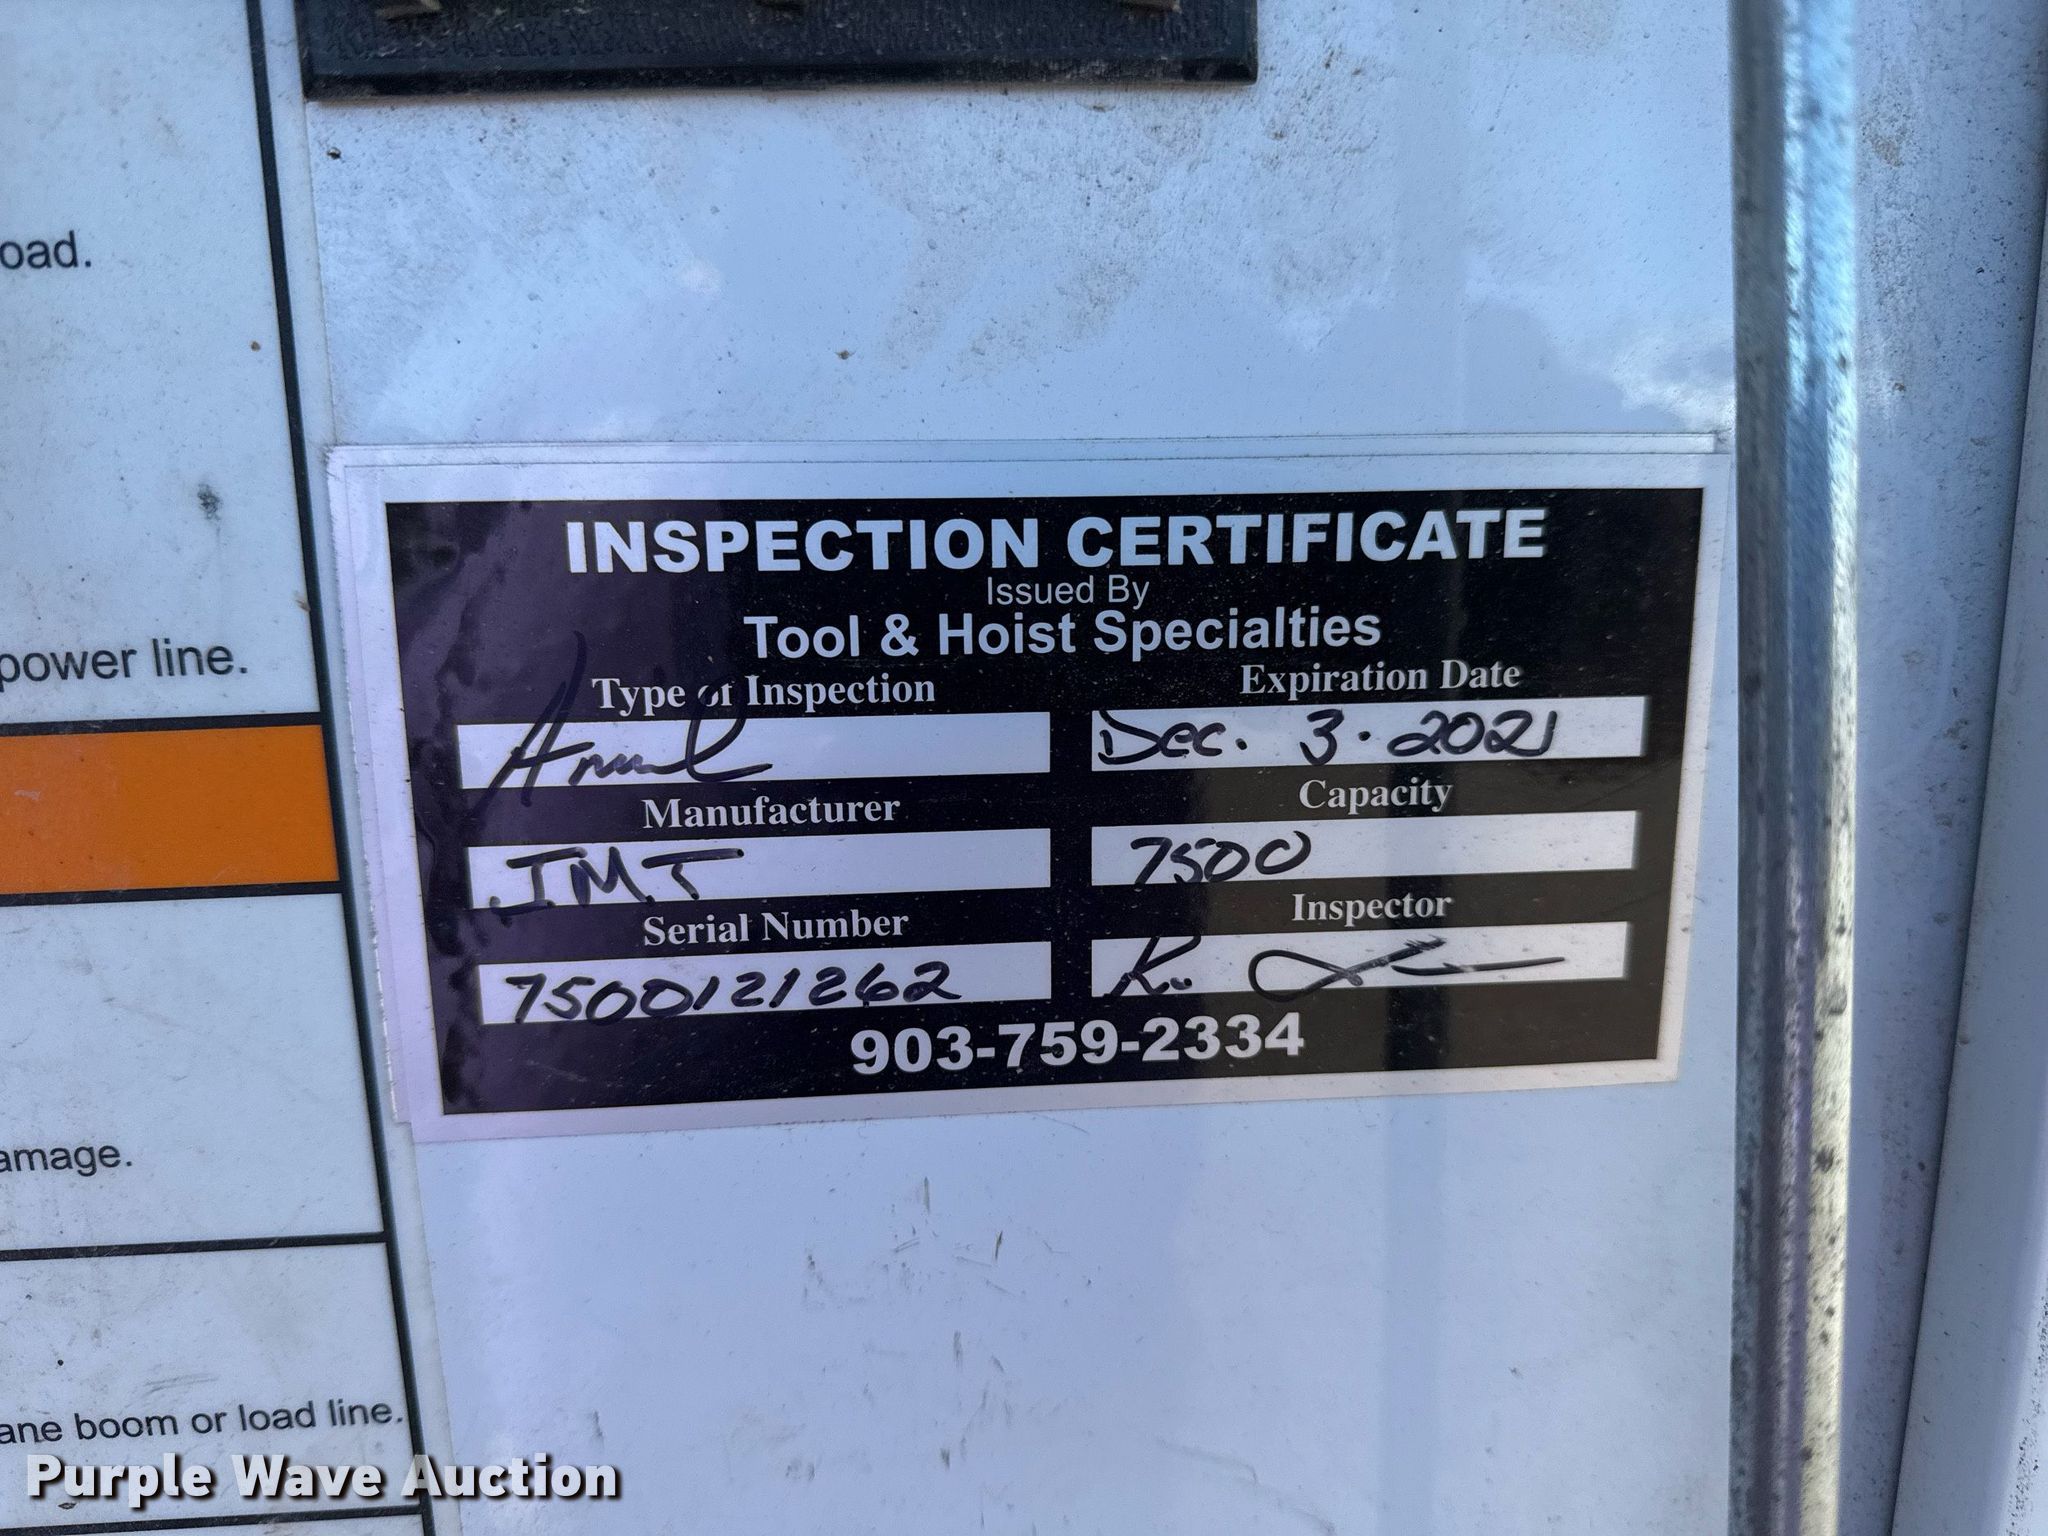 oad.
power line.
amage.
ane boom or load line.
INSPECTION CERTIFICATE
Issued By
Tool & Hoist Specialties
Type of Inspection
Annual
Expiration Date
Dec. 3. 2021
Manufacturer
IMT
Capacity
7500
Serial Number
7500121262
Inspector
K.
903-759-2334
Purple Wave Auction